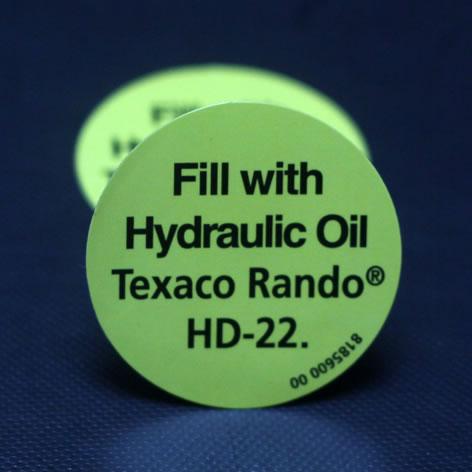 Fill with
Hydraulic Oil
Texaco Rando®
HD-22.
8185600 00